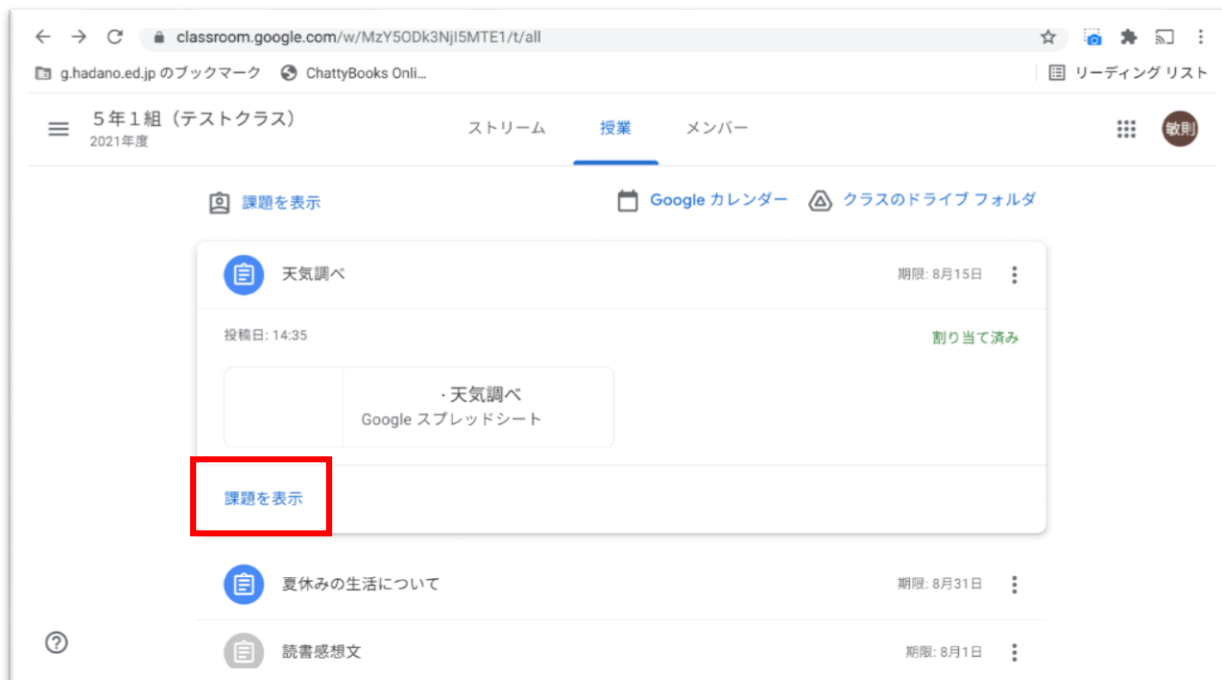 classroom.google.com/w/MzY5ODk3NjI5MTE1/t/all
g.hadano.ed.jp のブックマーク ChattyBooks Onli... リーディング リスト
5年1組（テストクラス）
2021年度
ストリーム 授業 メンバー 敏則
課題を表示 Google カレンダー クラスのドライブ フォルダ
天気調べ 期限: 8月15日
投稿日: 14:35 割り当て済み
· 天気調べ
Google スプレッドシート
課題を表示
夏休みの生活について 期限: 8月31日
読書感想文 期限: 8月1日